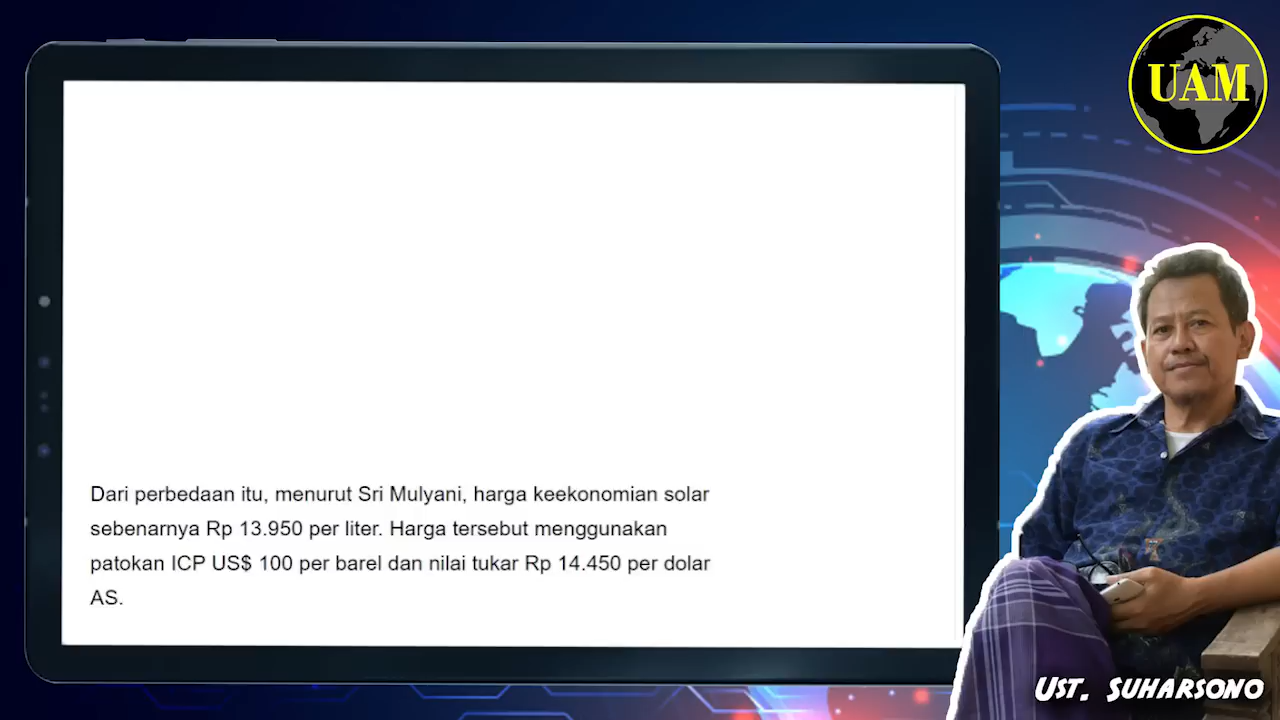 UAM
Dari perbedaan itu, menurut Sri Mulyani, harga keekonomian solar
sebenarnya Rp 13.950 per liter. Harga tersebut menggunakan
patokan ICP US$ 100 per barel dan nilai tukar Rp 14.450 per dolar
AS.
Ust. Suharsono